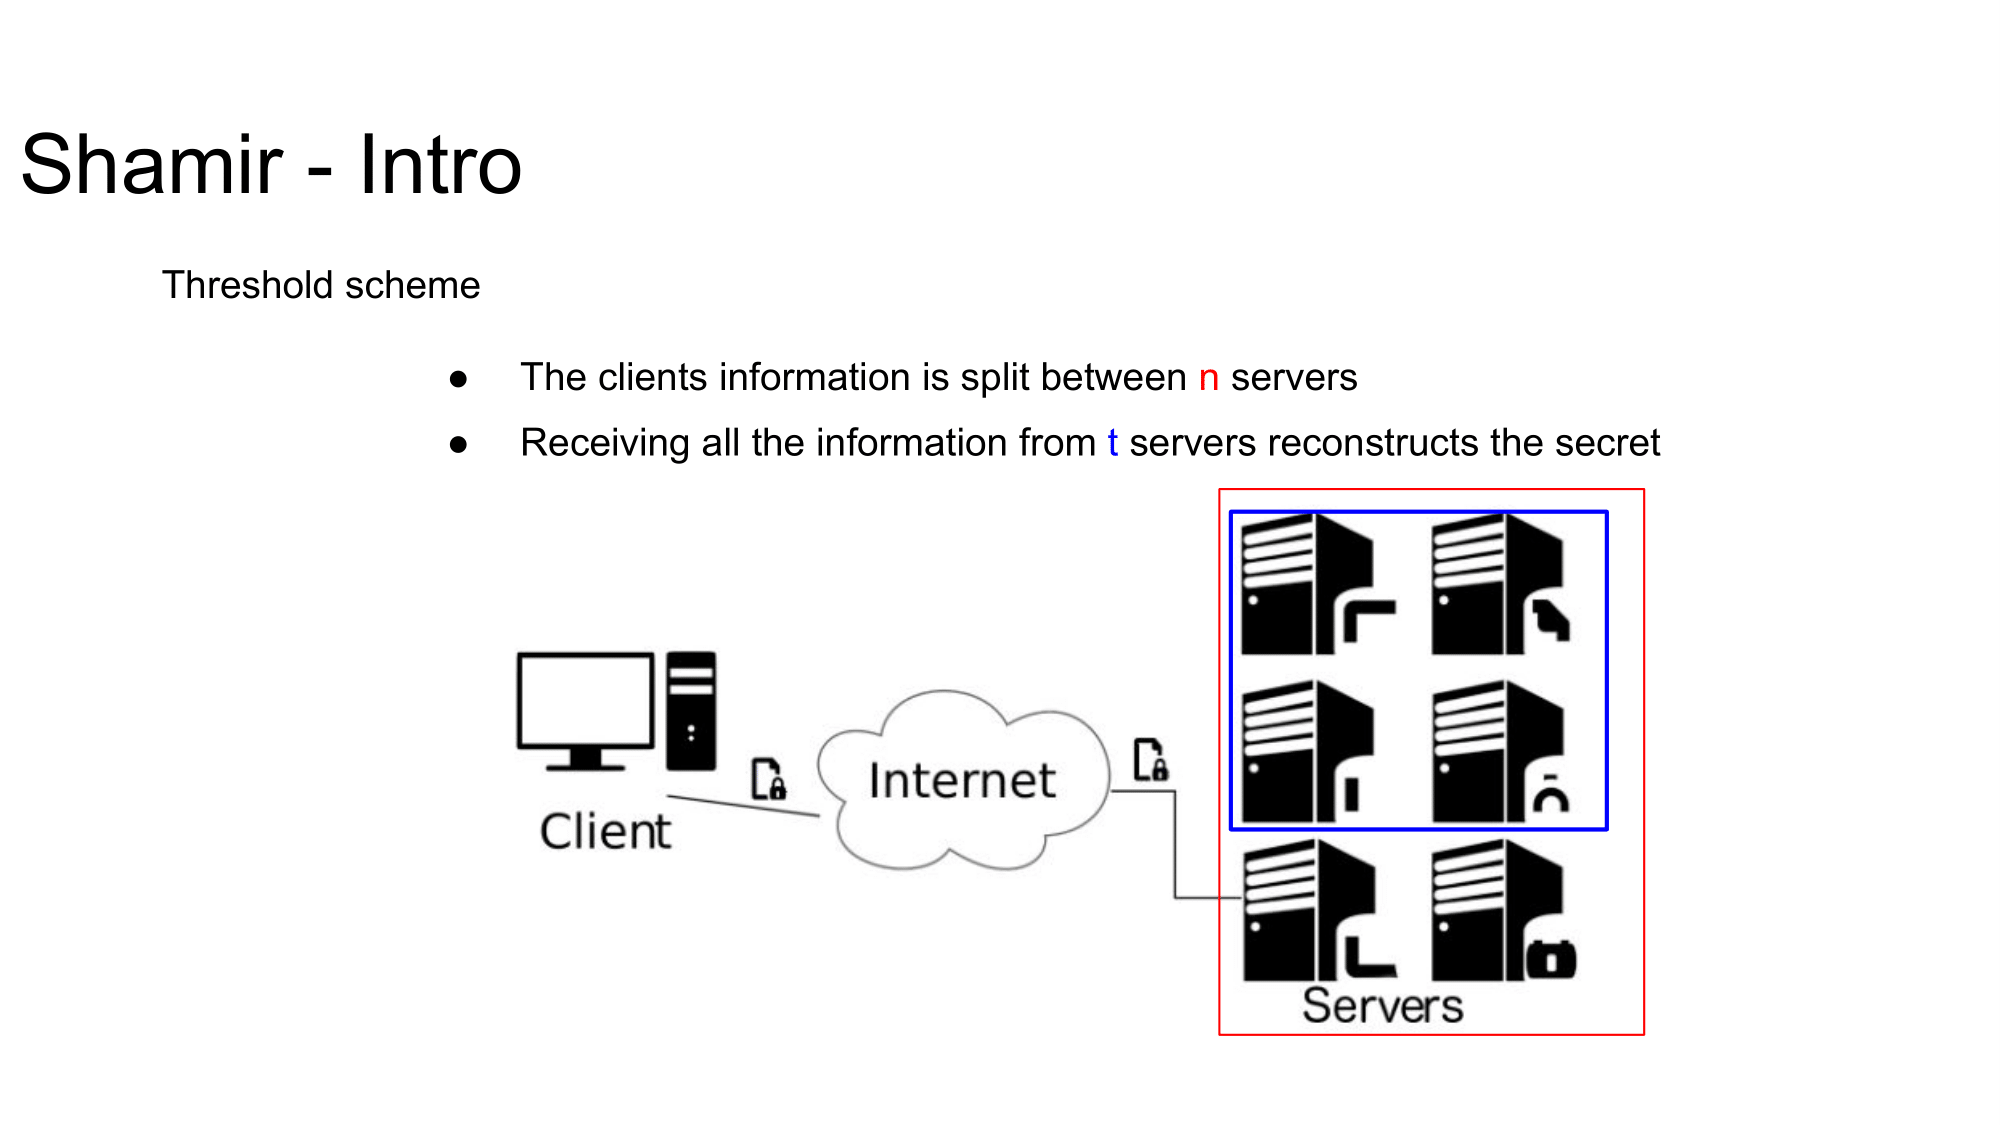 Shamir - Intro
Threshold scheme
● The clients information is split between n servers
● Receiving all the information from t servers reconstructs the secret
Client
Internet
Servers